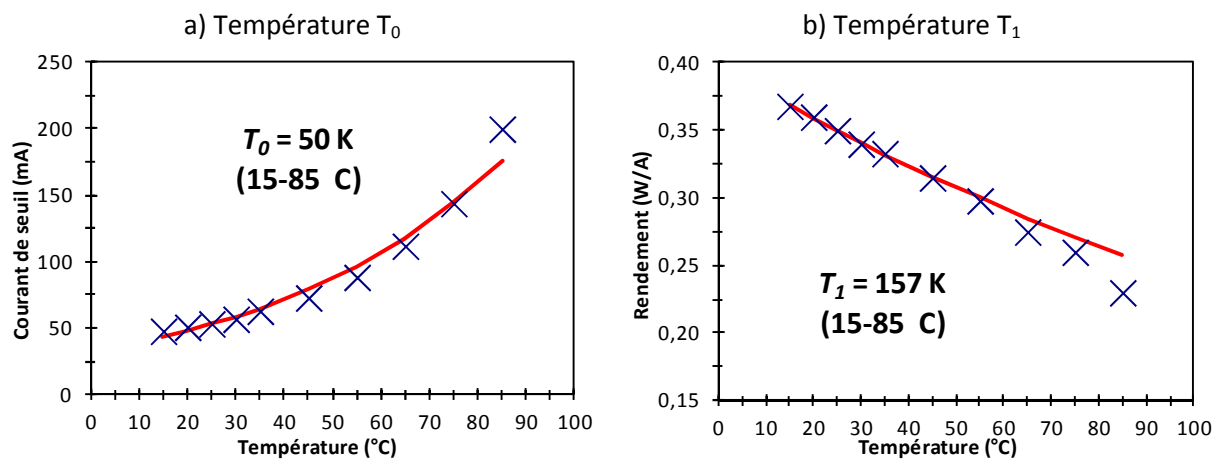 a) Température T₀
250
200
150
100
50
0
Courant de seuil (mA)
T₀ = 50 K
(15-85 C)
0 10 20 30 40 50 60 70 80 90 100
Température (°C)
b) Température T₁
0,40
0,35
0,30
0,25
0,20
0,15
Rendement (W/A)
T₁ = 157 K
(15-85 C)
0 10 20 30 40 50 60 70 80 90 100
Température (°C)